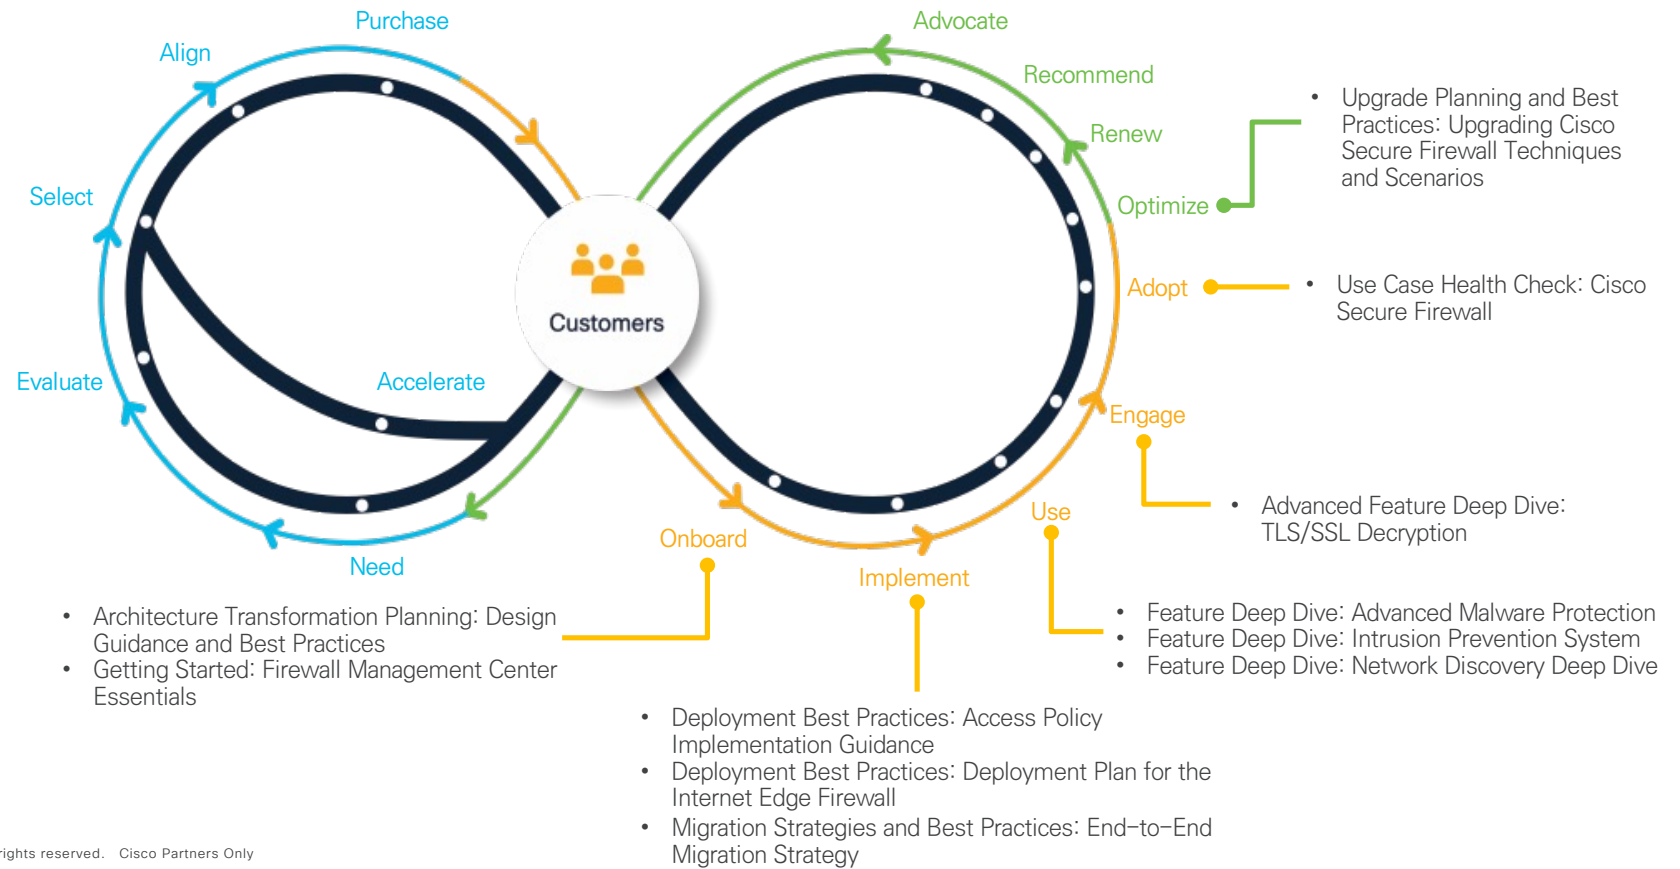 Purchase
Align
Select
Evaluate
Accelerate
Need
Customers
Advocate
Recommend
Renew
Optimize
Adopt
Engage
Use
Onboard
Implement
• Upgrade Planning and Best
Practices: Upgrading Cisco
Secure Firewall Techniques
and Scenarios
• Use Case Health Check: Cisco
Secure Firewall
• Advanced Feature Deep Dive:
TLS/SSL Decryption
• Feature Deep Dive: Advanced Malware Protection
• Feature Deep Dive: Intrusion Prevention System
• Feature Deep Dive: Network Discovery Deep Dive
• Architecture Transformation Planning: Design
Guidance and Best Practices
• Getting Started: Firewall Management Center
Essentials
• Deployment Best Practices: Access Policy
Implementation Guidance
• Deployment Best Practices: Deployment Plan for the
Internet Edge Firewall
• Migration Strategies and Best Practices: End-to-End
Migration Strategy
rights reserved. Cisco Partners Only